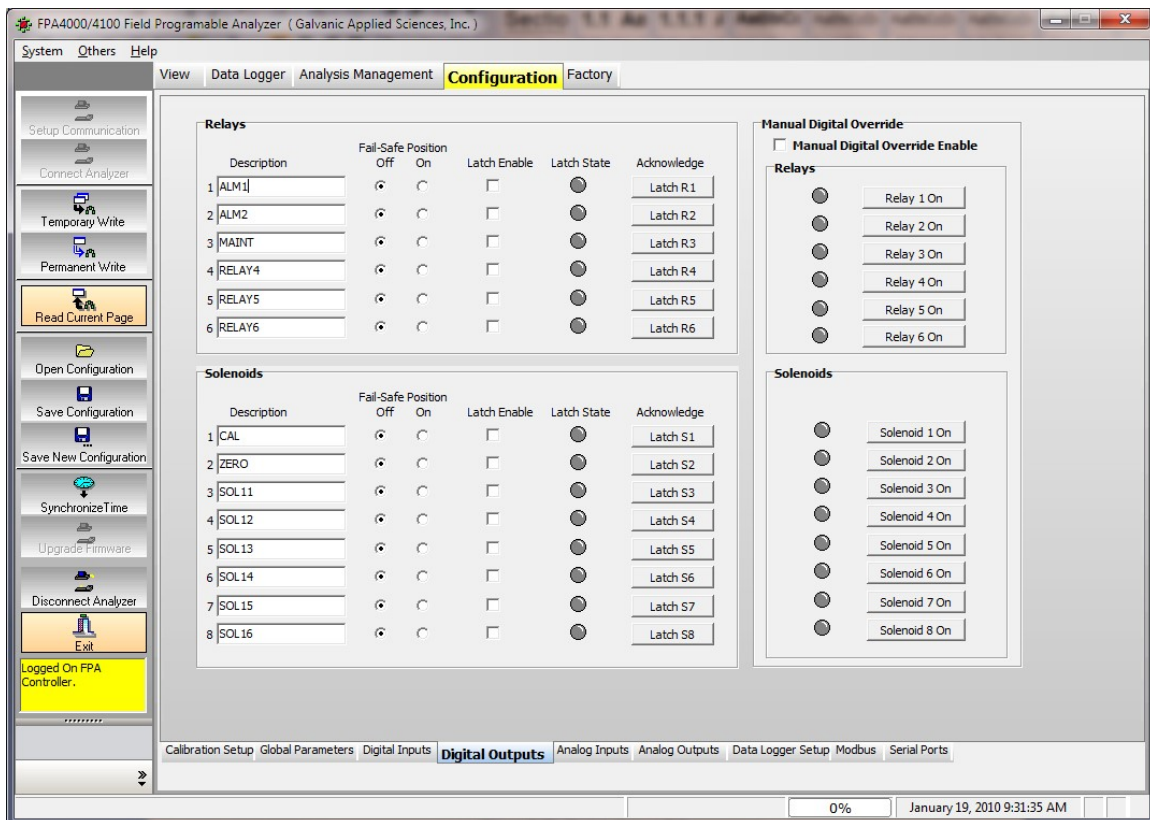 FPA4000/4100 Field Programable Analyzer ( Galvanic Applied Sciences, Inc. )
System Others Help
View Data Logger Analysis Management Configuration Factory
Setup Communication
Connect Analyzer
Temporary Write
Permanent Write
Read Current Page
Open Configuration
Save Configuration
Save New Configuration
SynchronizeTime
Upgrade Firmware
Disconnect Analyzer
Exit
Logged On FPA
Controller.
Relays
Fail-Safe Position
Description Off On Latch Enable Latch State Acknowledge
1 ALM1 Latch R1
2 ALM2 Latch R2
3 MAINT Latch R3
4 RELAY4 Latch R4
5 RELAY5 Latch R5
6 RELAY6 Latch R6
Solenoids
Fail-Safe Position
Description Off On Latch Enable Latch State Acknowledge
1 CAL Latch S1
2 ZERO Latch S2
3 SOL11 Latch S3
4 SOL12 Latch S4
5 SOL13 Latch S5
6 SOL14 Latch S6
7 SOL15 Latch S7
8 SOL16 Latch S8
Manual Digital Override
Manual Digital Override Enable
Relays
Relay 1 On
Relay 2 On
Relay 3 On
Relay 4 On
Relay 5 On
Relay 6 On
Solenoids
Solenoid 1 On
Solenoid 2 On
Solenoid 3 On
Solenoid 4 On
Solenoid 5 On
Solenoid 6 On
Solenoid 7 On
Solenoid 8 On
Calibration Setup Global Parameters Digital Inputs Digital Outputs Analog Inputs Analog Outputs Data Logger Setup Modbus Serial Ports
0% January 19, 2010 9:31:35 AM